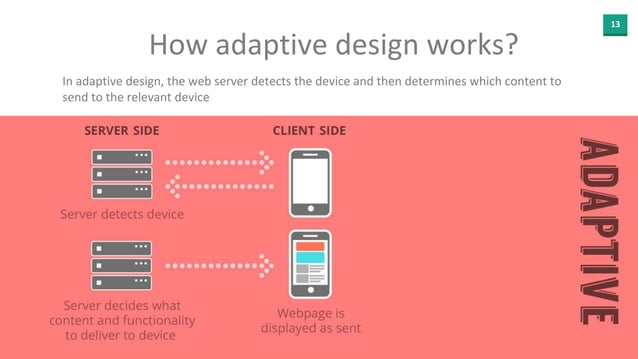 13
How adaptive design works?
In adaptive design, the web server detects the device and then determines which content to
send to the relevant device
SERVER SIDE
CLIENT SIDE
Server detects device
Server decides what
content and functionality
to deliver to device
Webpage is
displayed as sent
ADAPTIVE